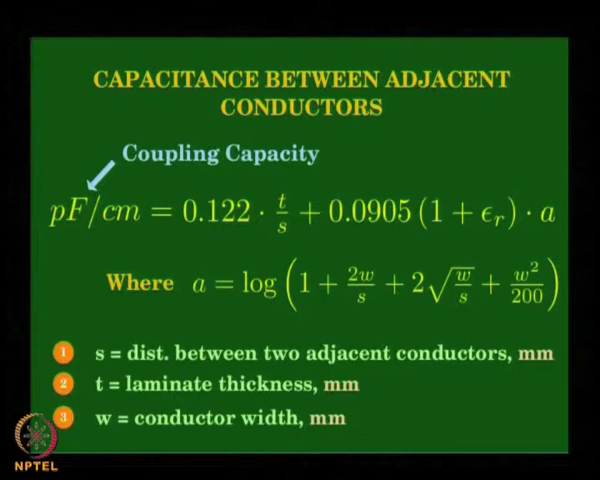 CAPACITANCE BETWEEN ADJACENT
CONDUCTORS
Coupling Capacity
pF/cm = 0.122 · t/s + 0.0905 (1 + ϵr) · a
Where a = log (1 + 2w/s + 2√(w/s) + w²/200)
1 s = dist. between two adjacent conductors, mm
2 t = laminate thickness, mm
3 w = conductor width, mm
NPTEL